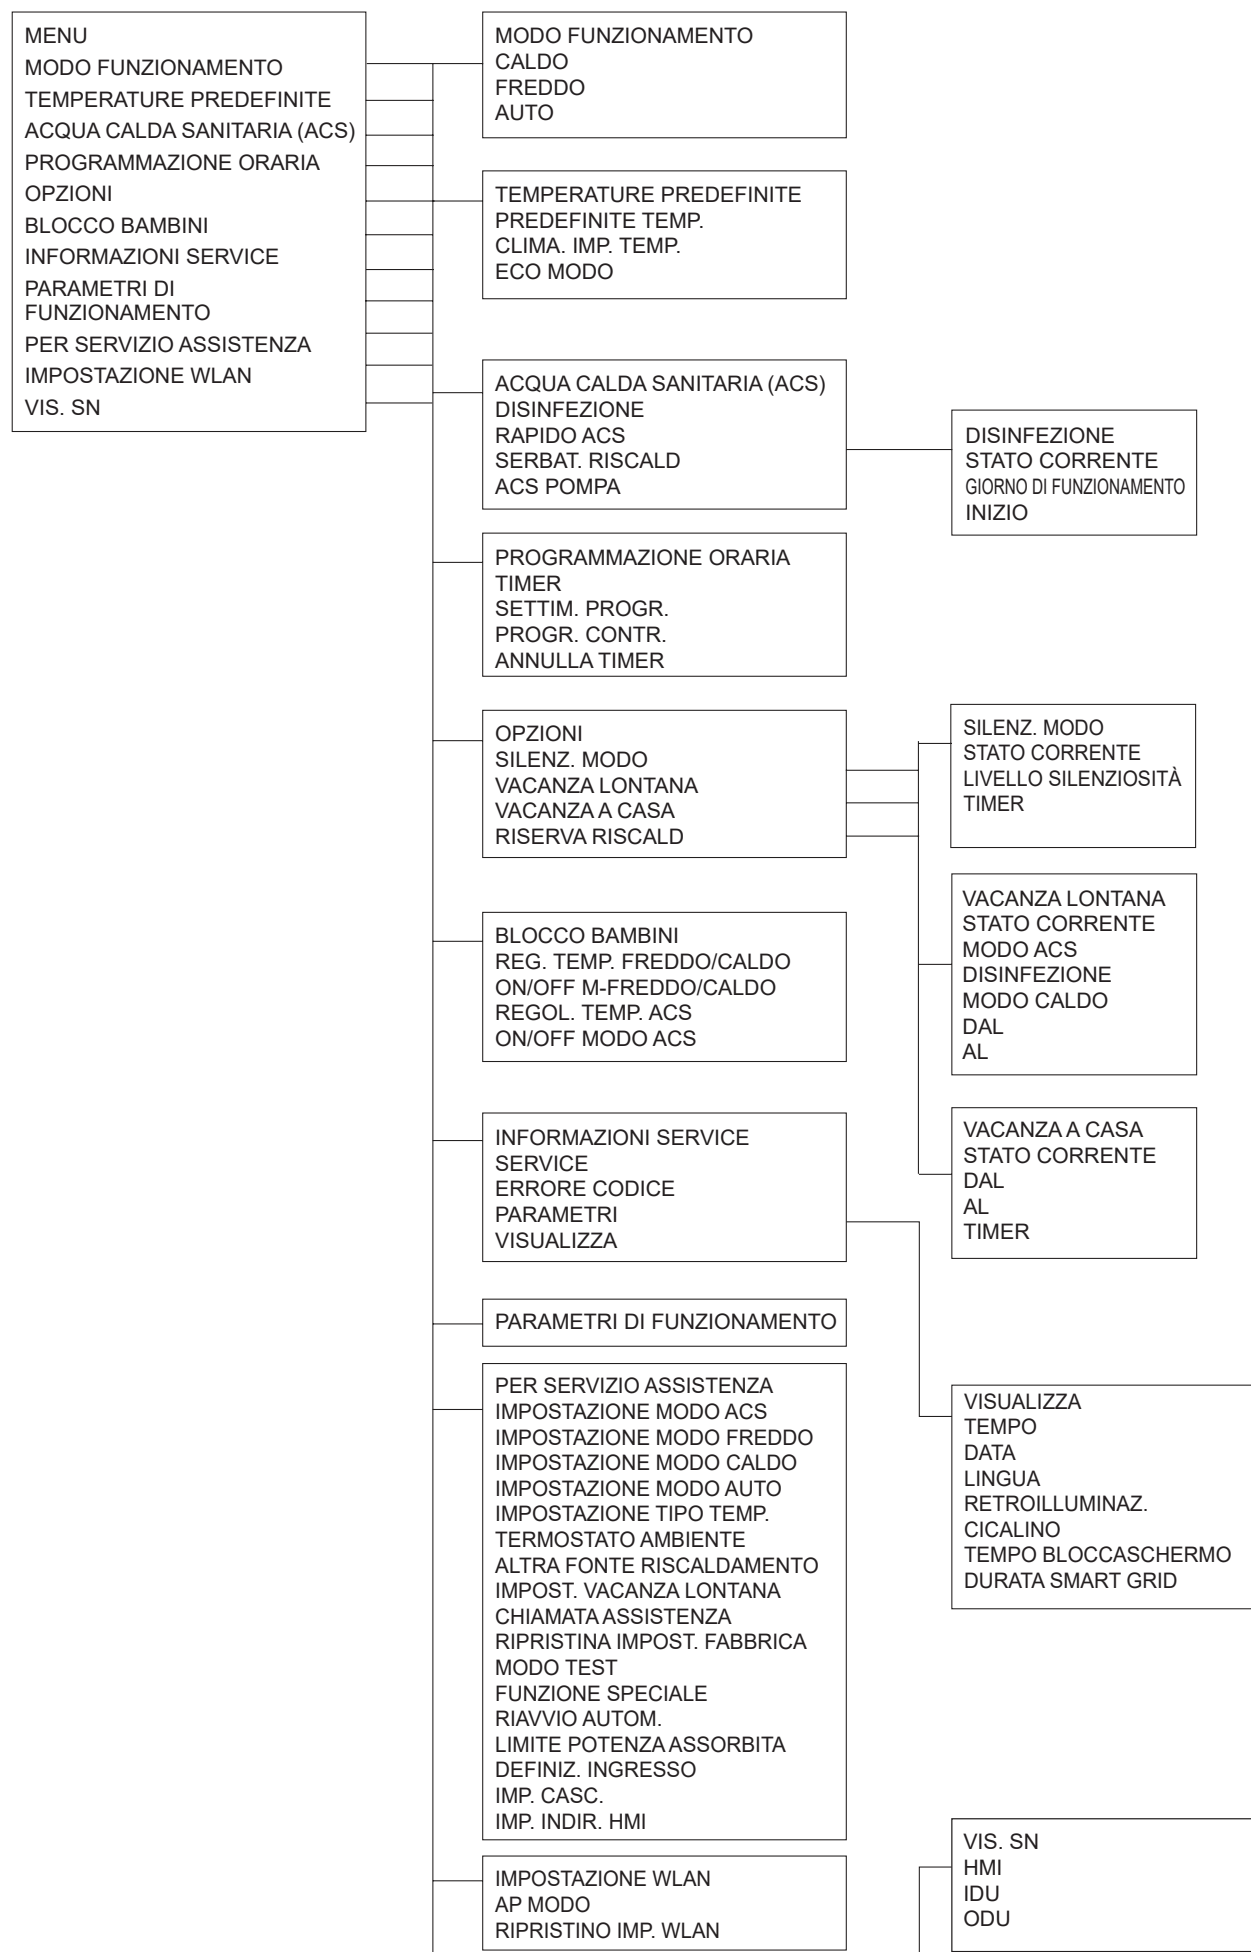 MENU
MODO FUNZIONAMENTO
TEMPERATURE PREDEFINITE
ACQUA CALDA SANITARIA (ACS)
PROGRAMMAZIONE ORARIA
OPZIONI
BLOCCO BAMBINI
INFORMAZIONI SERVICE
PARAMETRI DI
FUNZIONAMENTO
PER SERVIZIO ASSISTENZA
IMPOSTAZIONE WLAN
VIS. SN
MODO FUNZIONAMENTO
CALDO
FREDDO
AUTO
TEMPERATURE PREDEFINITE
PREDEFINITE TEMP.
CLIMA. IMP. TEMP.
ECO MODO
ACQUA CALDA SANITARIA (ACS)
DISINFEZIONE
RAPIDO ACS
SERBAT. RISCALD
ACS POMPA
DISINFEZIONE
STATO CORRENTE
GIORNO DI FUNZIONAMENTO
INIZIO
PROGRAMMAZIONE ORARIA
TIMER
SETTIM. PROGR.
PROGR. CONTR.
ANNULLA TIMER
OPZIONI
SILENZ. MODO
VACANZA LONTANA
VACANZA A CASA
RISERVA RISCALD
SILENZ. MODO
STATO CORRENTE
LIVELLO SILENZIOSITÀ
TIMER
VACANZA LONTANA
STATO CORRENTE
MODO ACS
DISINFEZIONE
MODO CALDO
DAL
AL
BLOCCO BAMBINI
REG. TEMP. FREDDO/CALDO
ON/OFF M-FREDDO/CALDO
REGOL. TEMP. ACS
ON/OFF MODO ACS
VACANZA A CASA
STATO CORRENTE
DAL
AL
TIMER
INFORMAZIONI SERVICE
SERVICE
ERRORE CODICE
PARAMETRI
VISUALIZZA
PARAMETRI DI FUNZIONAMENTO
PER SERVIZIO ASSISTENZA
IMPOSTAZIONE MODO ACS
IMPOSTAZIONE MODO FREDDO
IMPOSTAZIONE MODO CALDO
IMPOSTAZIONE MODO AUTO
IMPOSTAZIONE TIPO TEMP.
TERMOSTATO AMBIENTE
ALTRA FONTE RISCALDAMENTO
IMPOST. VACANZA LONTANA
CHIAMATA ASSISTENZA
RIPRISTINA IMPOST. FABBRICA
MODO TEST
FUNZIONE SPECIALE
RIAVVIO AUTOM.
LIMITE POTENZA ASSORBITA
DEFINIZ. INGRESSO
IMP. CASC.
IMP. INDIR. HMI
VISUALIZZA
TEMPO
DATA
LINGUA
RETROILLUMINAZ.
CICALINO
TEMPO BLOCCASCHERMO
DURATA SMART GRID
IMPOSTAZIONE WLAN
AP MODO
RIPRISTINO IMP. WLAN
VIS. SN
HMI
IDU
ODU